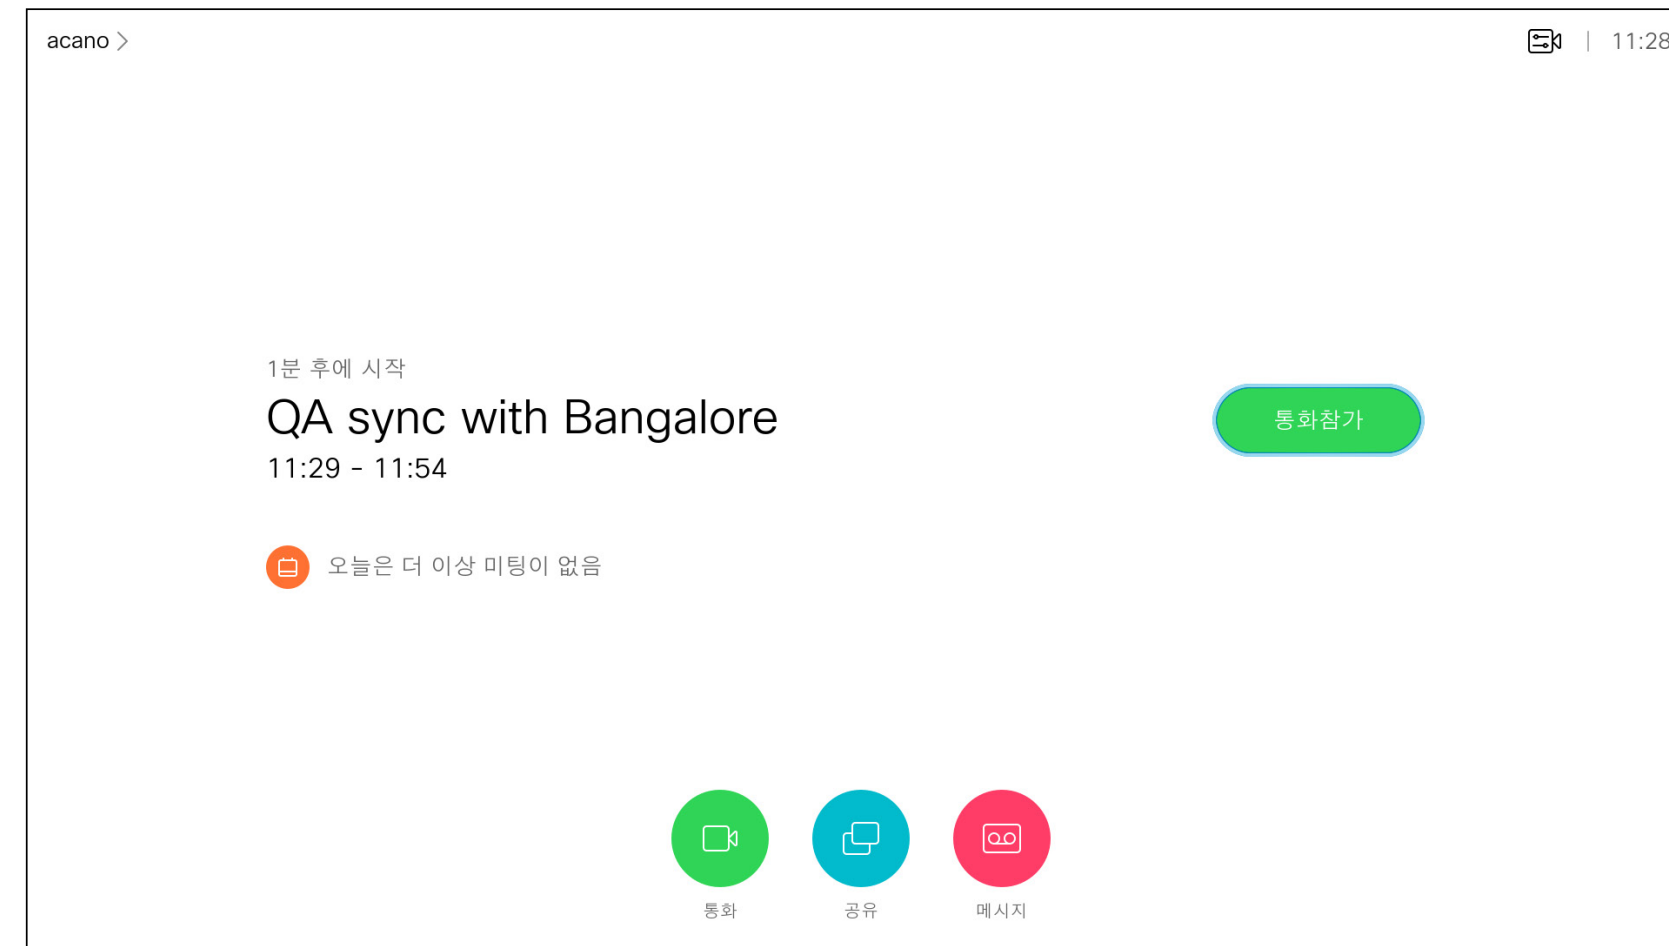 acano
11:28
1분 후에 시작
QA sync with Bangalore
11:29 - 11:54
통화참가
오늘은 더 이상 미팅이 없음
통화
공유
메시지